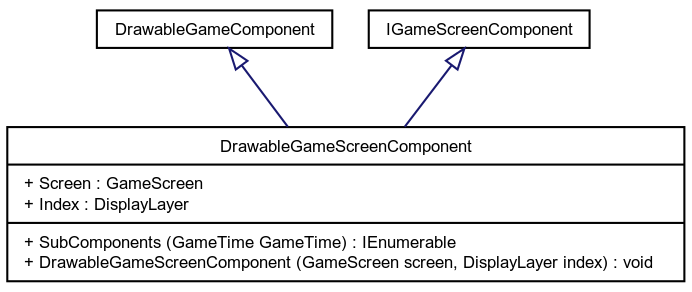 DrawableGameComponent
IGameScreenComponent
DrawableGameScreenComponent
+ Screen : GameScreen
+ Index : DisplayLayer
+ SubComponents (GameTime GameTime) : IEnumerable
+ DrawableGameScreenComponent (GameScreen screen, DisplayLayer index) : void